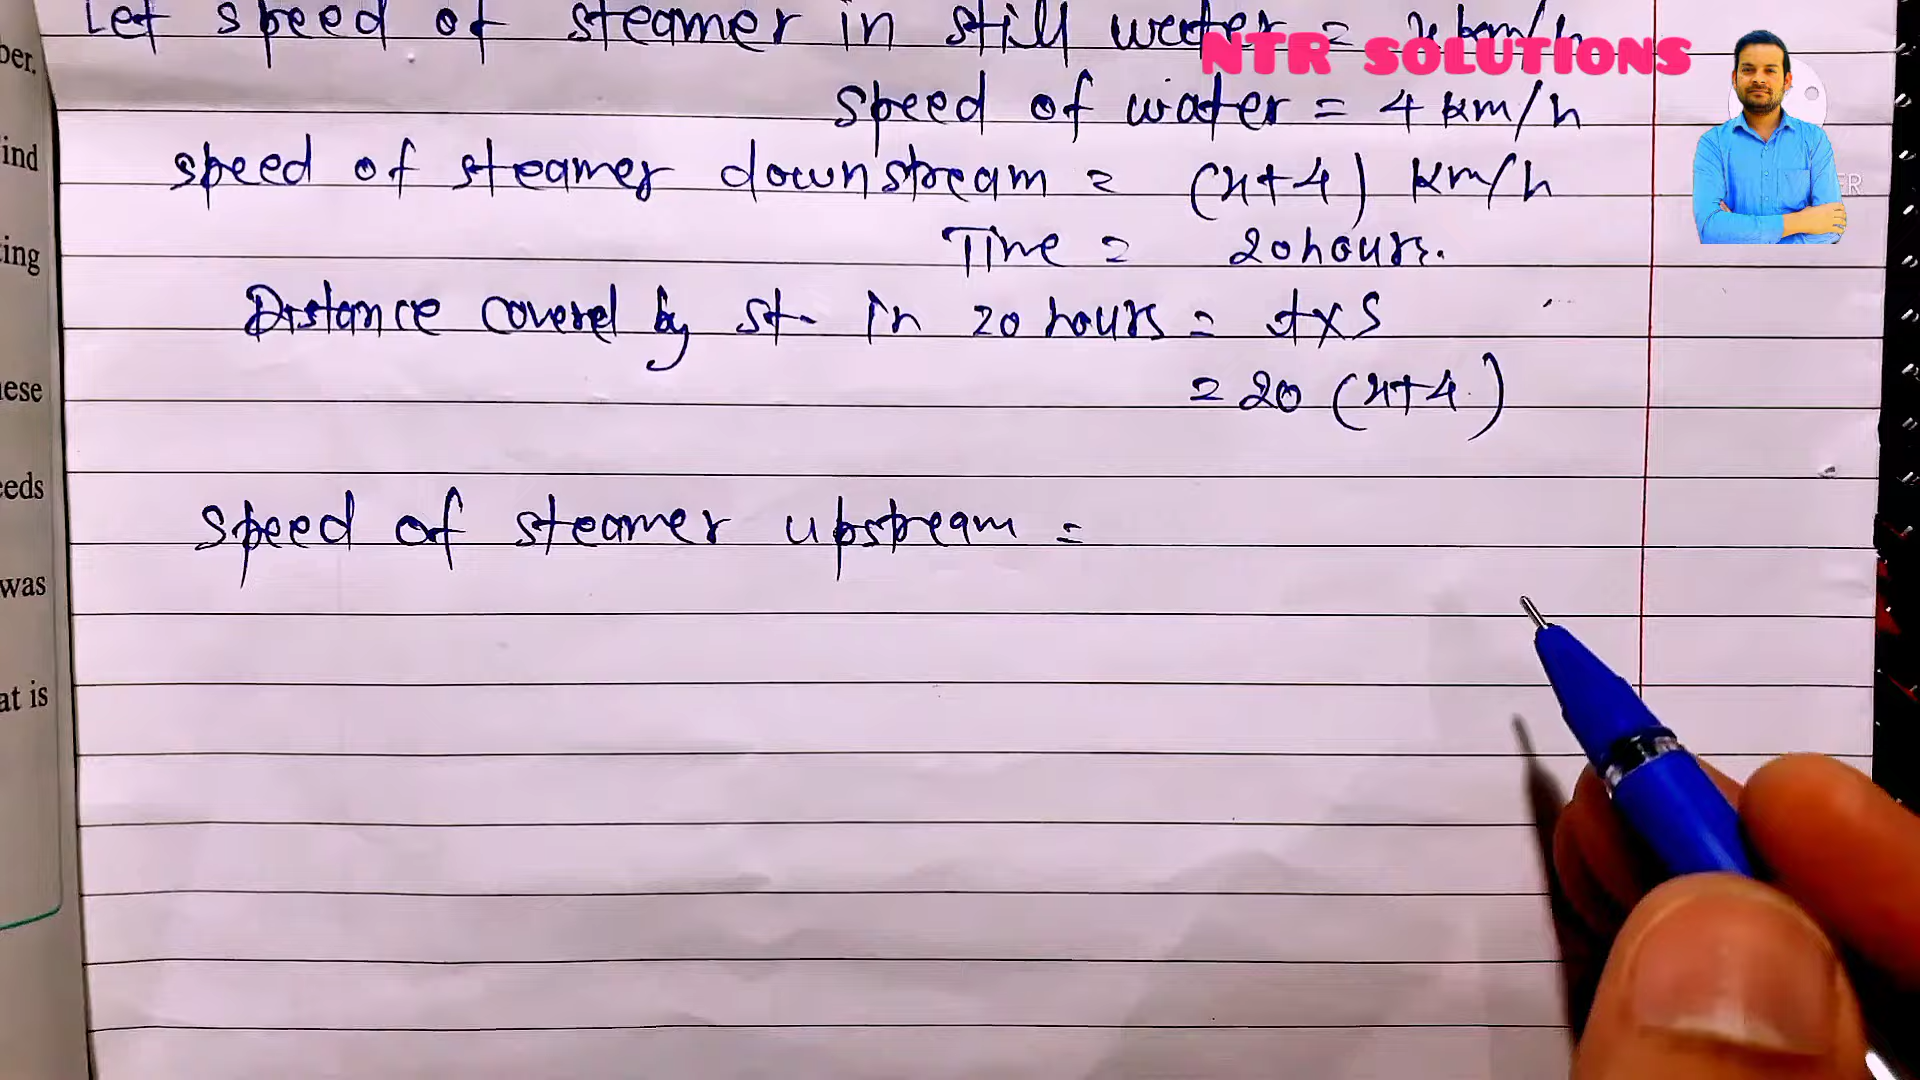 Let speed of steamer in still water = x km/h
NTR SOLUTIONS
ber.
speed of water = 4 km/h
ind
speed of steamer downstream = (x+4) km/h
ER
Time = 20 hours.
ing
Distance covered by st. in 20 hours = t×S
= 20 (x+4)
hese
eeds
speed of steamer upstream =
was
at is